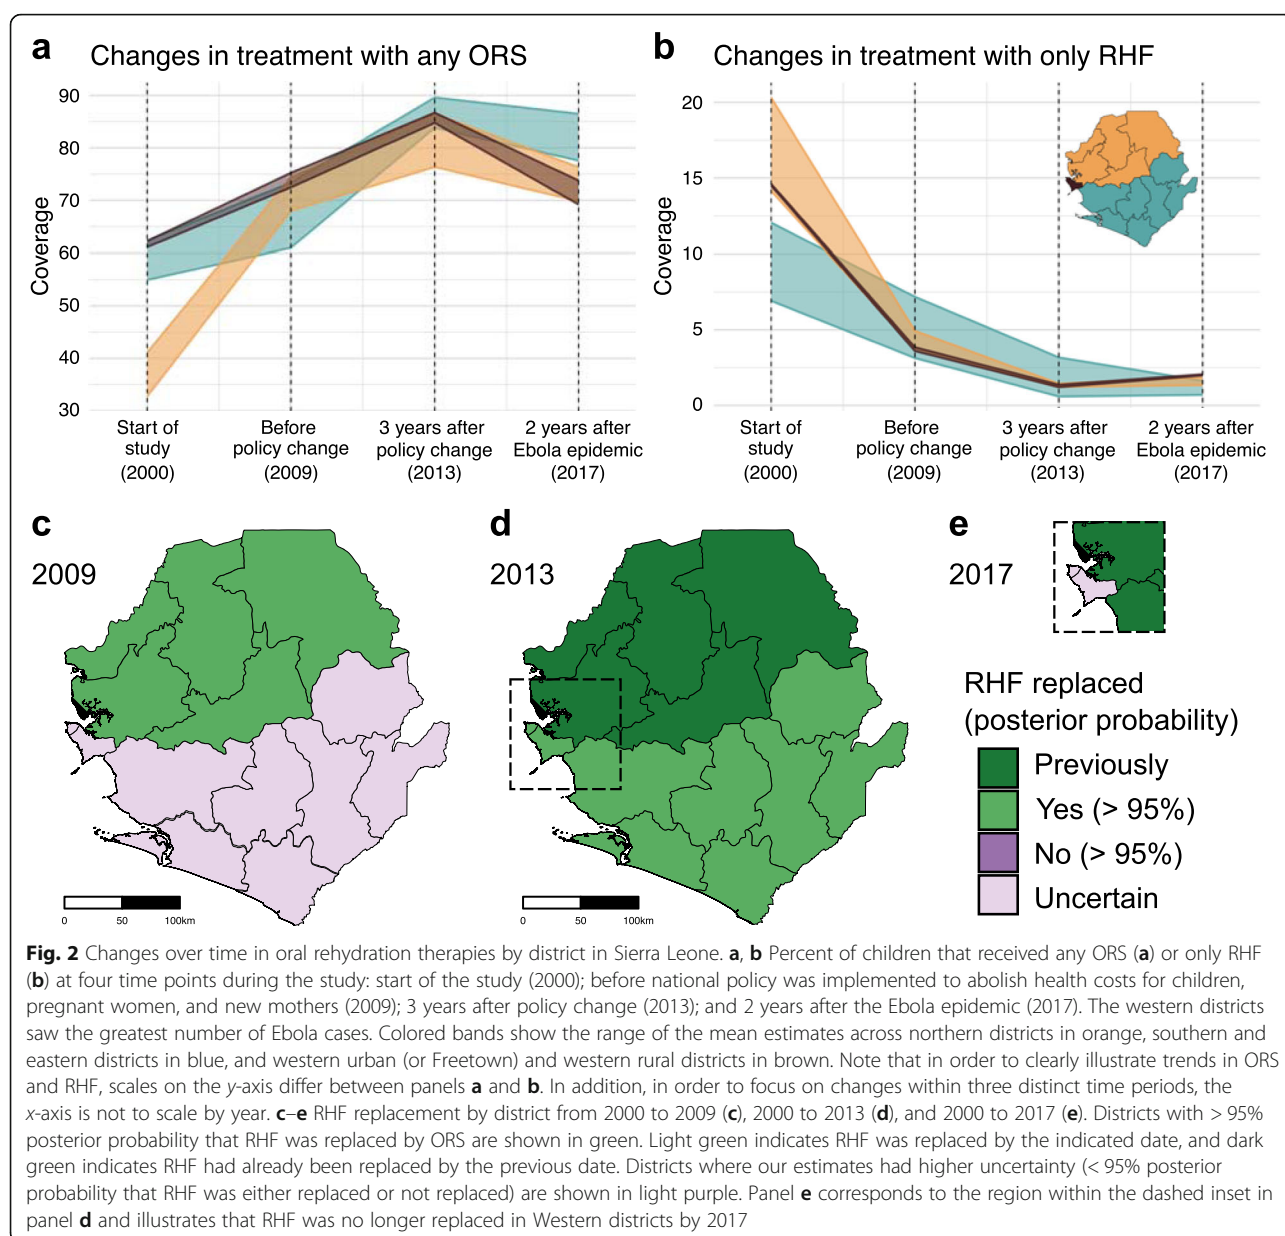 a Changes in treatment with any ORS
90
80
70
60
50
40
30
Coverage
Start of study (2000)
Before policy change (2009)
3 years after policy change (2013)
2 years after Ebola epidemic (2017)
b Changes in treatment with only RHF
20
15
10
5
0
Coverage
Start of study (2000)
Before policy change (2009)
3 years after policy change (2013)
2 years after Ebola epidemic (2017)
c
2009
0 50 100km
d
2013
0 50 100km
e
2017
RHF replaced
(posterior probability)
Previously
Yes (> 95%)
No (> 95%)
Uncertain
Fig. 2 Changes over time in oral rehydration therapies by district in Sierra Leone. a, b Percent of children that received any ORS (a) or only RHF
(b) at four time points during the study: start of the study (2000); before national policy was implemented to abolish health costs for children,
pregnant women, and new mothers (2009); 3 years after policy change (2013); and 2 years after the Ebola epidemic (2017). The western districts
saw the greatest number of Ebola cases. Colored bands show the range of the mean estimates across northern districts in orange, southern and
eastern districts in blue, and western urban (or Freetown) and western rural districts in brown. Note that in order to clearly illustrate trends in ORS
and RHF, scales on the y-axis differ between panels a and b. In addition, in order to focus on changes within three distinct time periods, the
x-axis is not to scale by year. c–e RHF replacement by district from 2000 to 2009 (c), 2000 to 2013 (d), and 2000 to 2017 (e). Districts with > 95%
posterior probability that RHF was replaced by ORS are shown in green. Light green indicates RHF was replaced by the indicated date, and dark
green indicates RHF had already been replaced by the previous date. Districts where our estimates had higher uncertainty (< 95% posterior
probability that RHF was either replaced or not replaced) are shown in light purple. Panel e corresponds to the region within the dashed inset in
panel d and illustrates that RHF was no longer replaced in Western districts by 2017